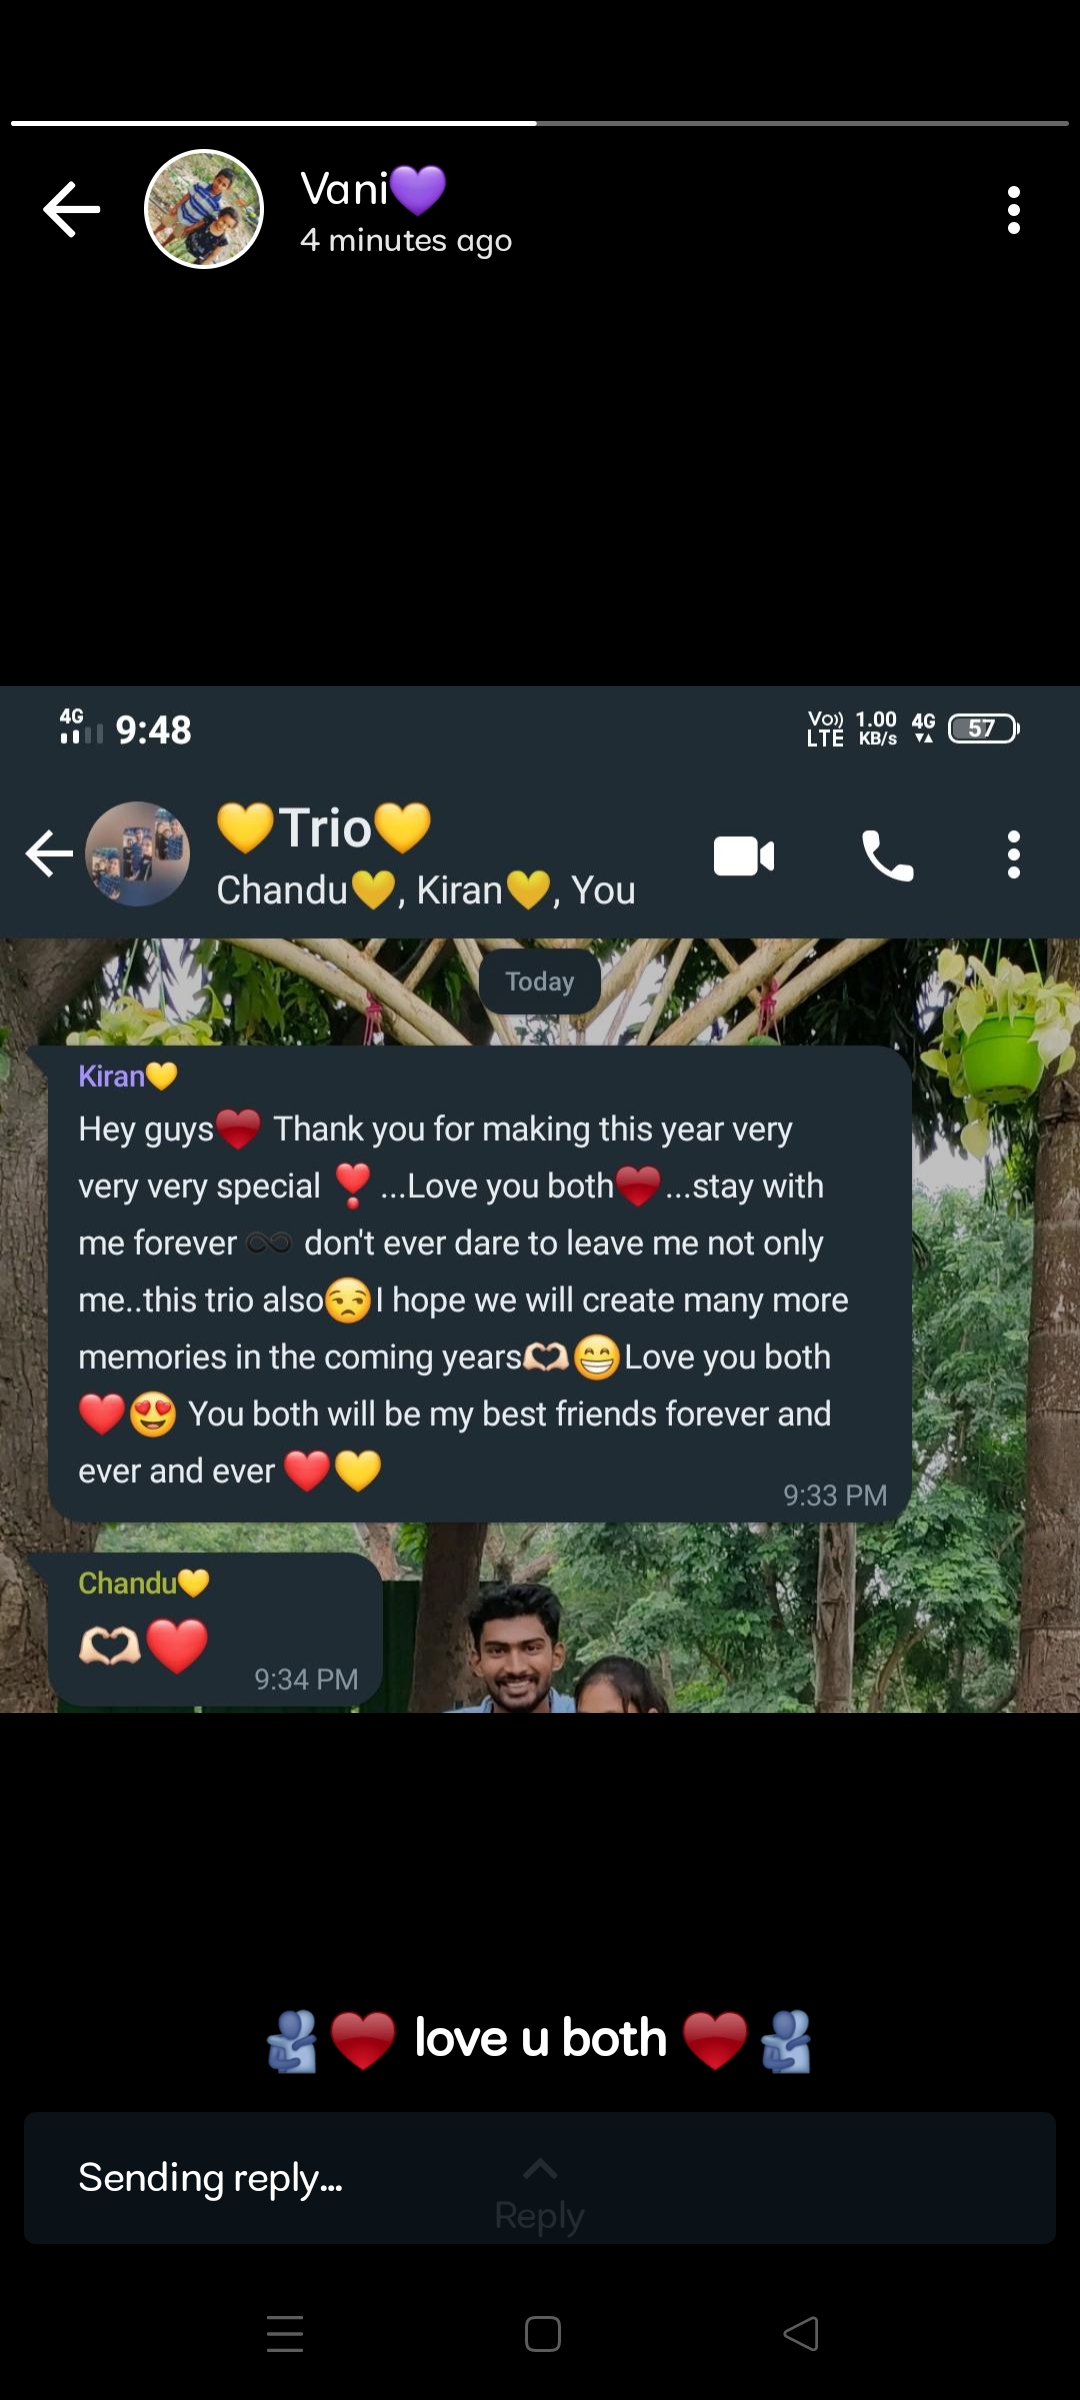 Vani💜
4 minutes ago
4G 9:48 Vo)) LTE 1.00 KB/s 4G 57
💛Trio💛
Chandu💛, Kiran💛, You
Today
Kiran💛
Hey guys❤️ Thank you for making this year very
very very special ❣️...Love you both❤️...stay with
me forever ♾️ don't ever dare to leave me not only
me..this trio also😒I hope we will create many more
memories in the coming years🫶🏻😁Love you both
❤️😍 You both will be my best friends forever and
ever and ever ❤️💛
9:33 PM
Chandu💛
🫶🏻❤️
9:34 PM
🫂❤️ love u both ❤️🫂
Sending reply...
Reply